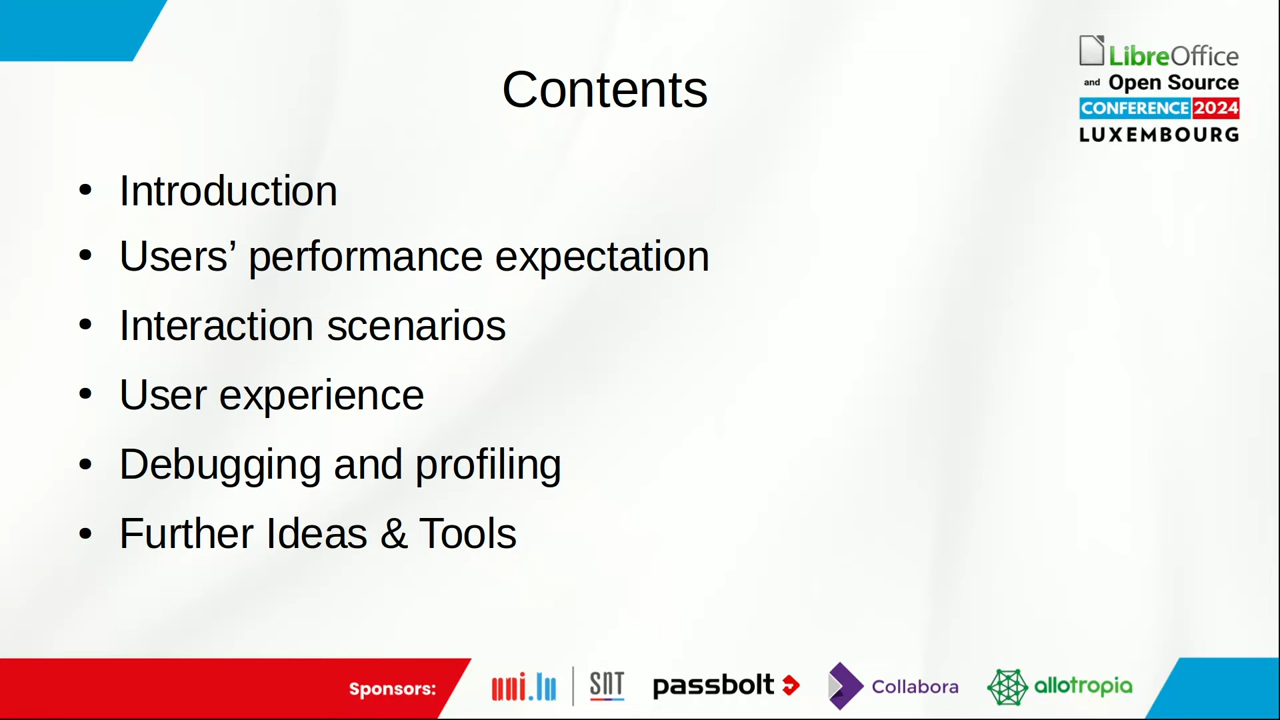 LibreOffice
and Open Source
CONFERENCE 2024
LUXEMBOURG
Contents
• Introduction
• Users’ performance expectation
• Interaction scenarios
• User experience
• Debugging and profiling
• Further Ideas & Tools
Sponsors: uni.lu SNT passbolt Collabora allotropia